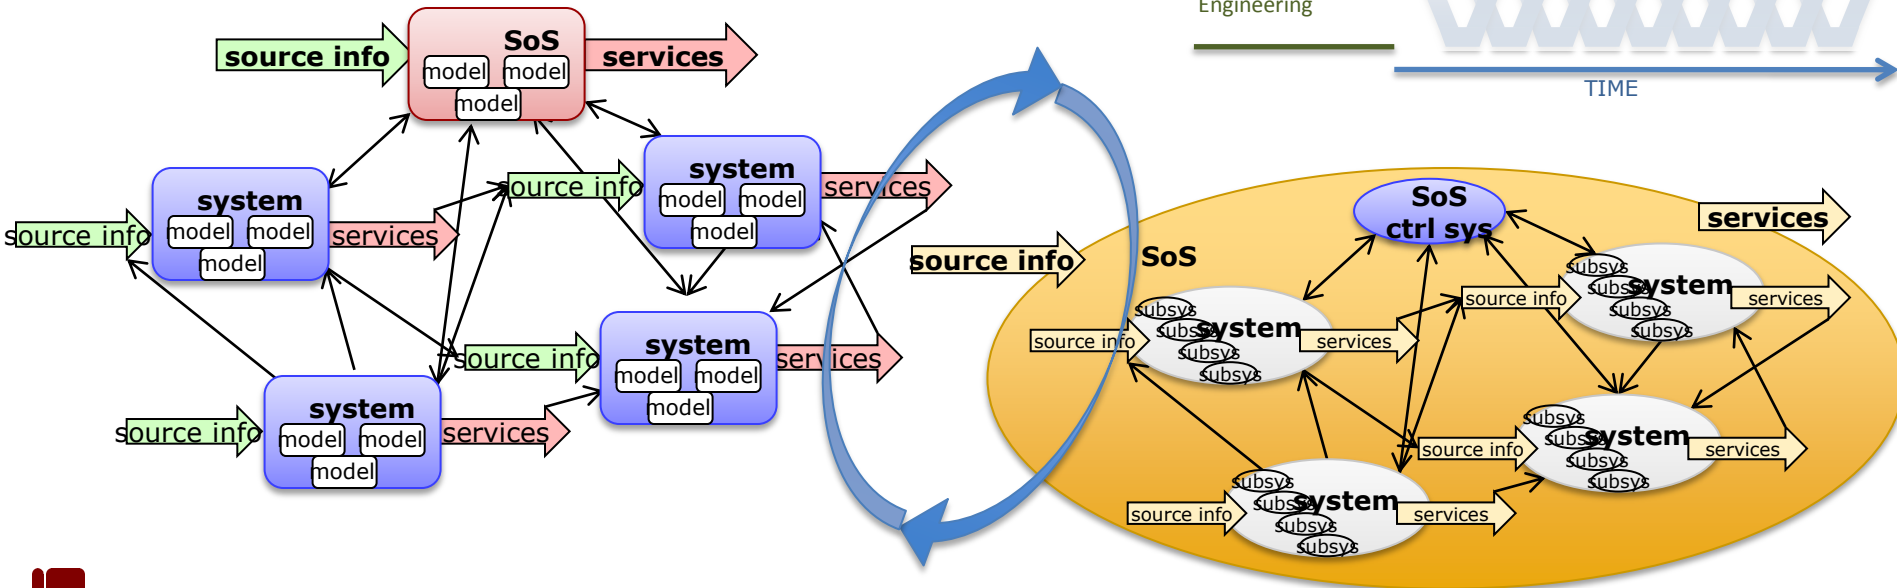 Engineering
TIME
SoS
source info
services
model
model
model
system
source info
services
model
model
model
system
source info
services
model
model
model
system
source info
services
model
model
model
system
source info
services
model
model
model
SoS
source info
services
SoS
ctrl sys
subsys
subsys
subsys
subsys
system
source info
services
subsys
subsys
subsys
subsys
system
source info
services
subsys
subsys
subsys
subsys
system
source info
services
subsys
subsys
subsys
subsys
system
source info
services